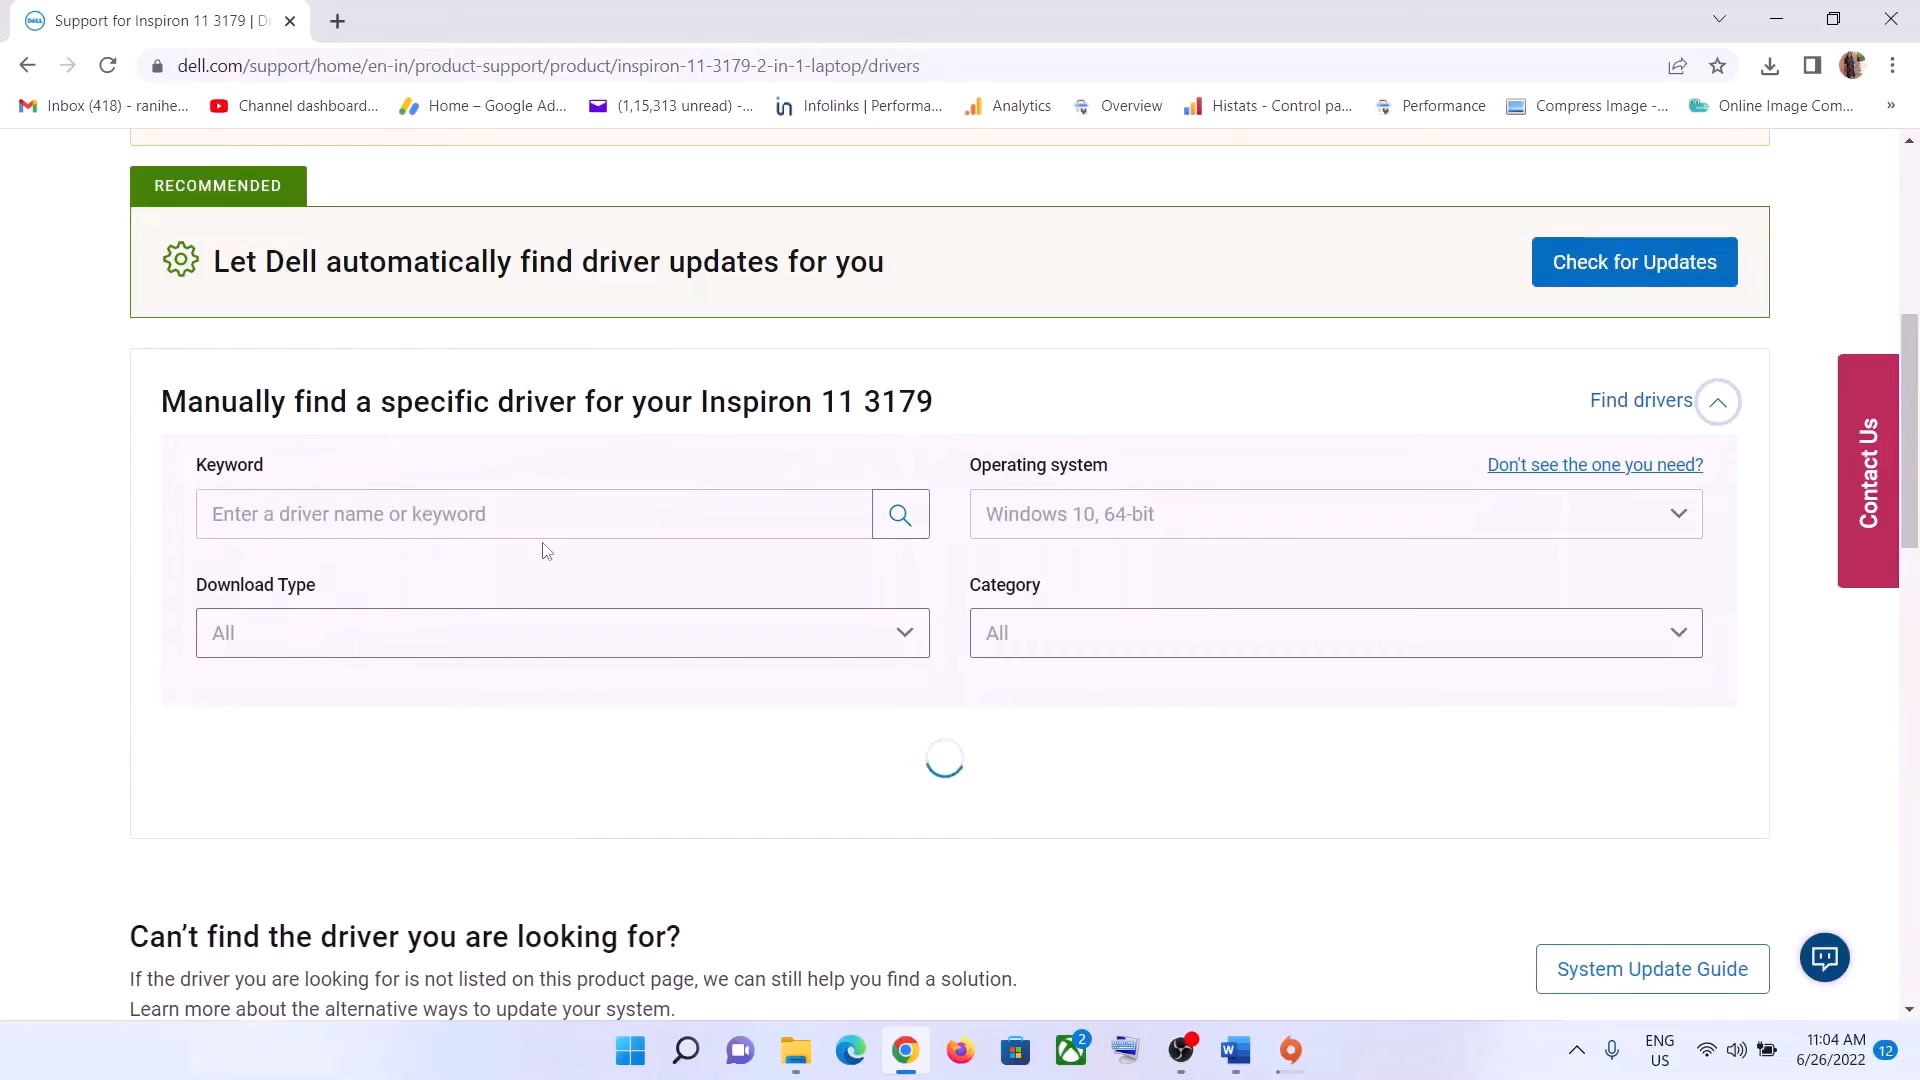 Support for Inspiron 11 3179 | D
dell.com/support/home/en-in/product-support/product/inspiron-11-3179-2-in-1-laptop/drivers
Inbox (418) - ranihe... Channel dashboard... Home – Google Ad... (1,15,313 unread) -... Infolinks | Performa... Analytics Overview Histats - Control pa... Performance Compress Image -... Online Image Com... »
RECOMMENDED
Let Dell automatically find driver updates for you
Check for Updates
Manually find a specific driver for your Inspiron 11 3179
Find drivers
Keyword
Operating system
Don't see the one you need?
Enter a driver name or keyword
Windows 10, 64-bit
Download Type
Category
All
All
Contact Us
Can’t find the driver you are looking for?
If the driver you are looking for is not listed on this product page, we can still help you find a solution.
Learn more about the alternative ways to update your system.
System Update Guide
2
ENG
US
11:04 AM
6/26/2022
12